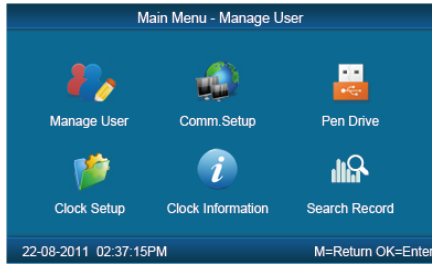 Main Menu - Manage User
Manage User Comm.Setup Pen Drive
Clock Setup Clock Information Search Record
22-08-2011 02:37:15PM M=Return OK=Enter